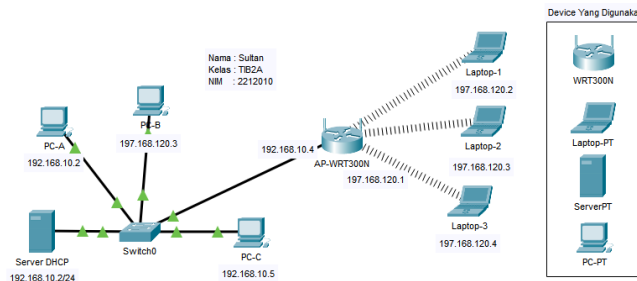 Device Yang Digunaka
Nama : Sultan
Kelas : TIB2A
NIM : 2212010
Laptop-1
197.168.120.2
WRT300N
PC-A
192.168.10.2
PC-B
197.168.120.3
192.168.10.4
AP-WRT300N
197.168.120.1
Laptop-2
197.168.120.3
Laptop-PT
ServerPT
Laptop-3
197.168.120.4
Server DHCP
192.168.10.2/24
Switch0
PC-C
192.168.10.5
PC-PT